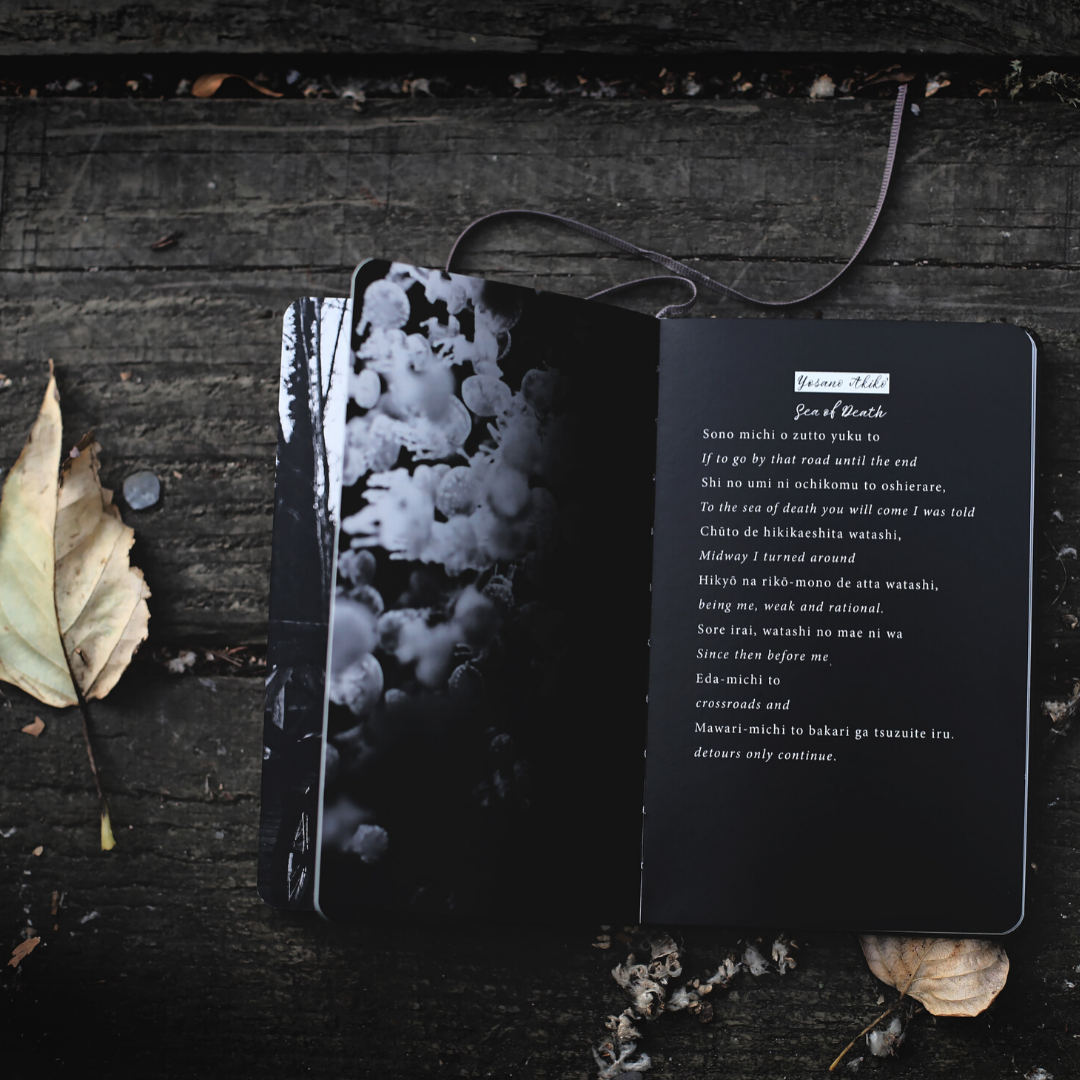 Yosano Akiko
Sea of Death
Sono michi o zutto yuku to
If to go by that road until the end
Shi no umi ni ochikomu to oshierare,
To the sea of death you will come I was told
Chūto de hikikaeshita watashi,
Midway I turned around
Hikyō na rikō-mono de atta watashi,
being me, weak and rational.
Sore irai, watashi no mae ni wa
Since then before me
Eda-michi to
crossroads and
Mawari-michi to bakari ga tsuzuite iru.
detours only continue.